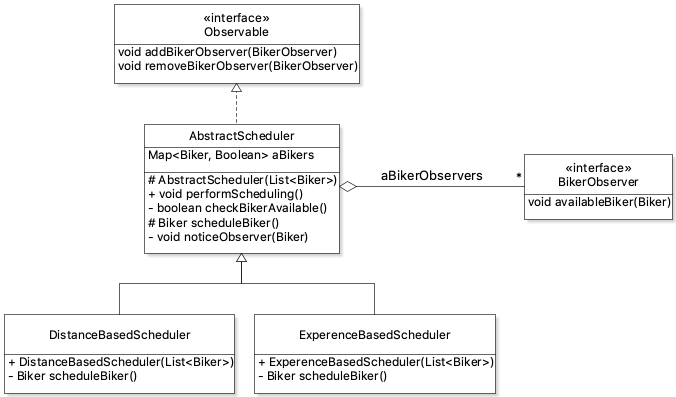 «interface»
Observable
void addBikerObserver(BikerObserver)
void removeBikerObserver(BikerObserver)
AbstractScheduler
Map<Biker, Boolean> aBikers
# AbstractScheduler(List<Biker>)
+ void performScheduling()
- boolean checkBikerAvailable()
# Biker scheduleBiker()
- void noticeObserver(Biker)
aBikerObservers
*
«interface»
BikerObserver
void availableBiker(Biker)
DistanceBasedScheduler
+ DistanceBasedScheduler(List<Biker>)
- Biker scheduleBiker()
ExperenceBasedScheduler
+ ExperenceBasedScheduler(List<Biker>)
- Biker scheduleBiker()